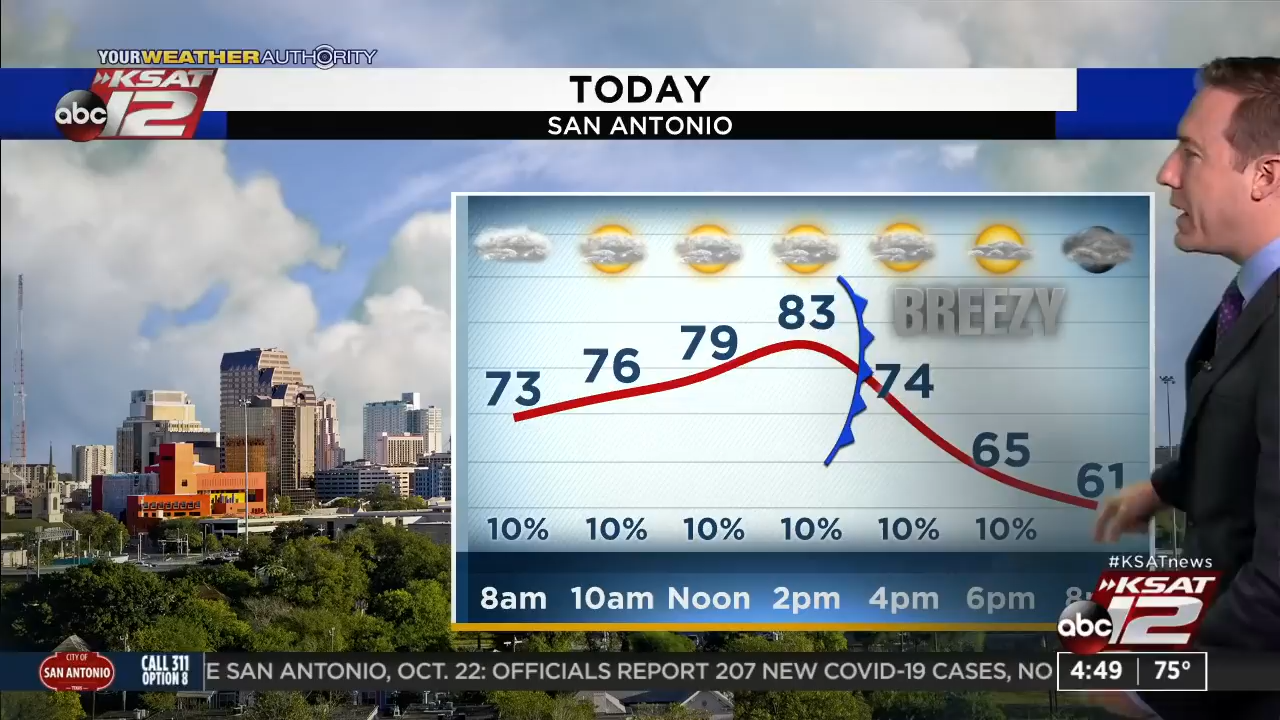 YOURWEATHERAUTHORITY
KSAT
abc 12
TODAY
SAN ANTONIO
BREEZY
73 76 79 83 74 65 61
10% 10% 10% 10% 10% 10%
8am 10am Noon 2pm 4pm 6pm
#KSATnews
KSAT
abc 12
CITY OF
SAN ANTONIO
TEXAS
CALL 311
OPTION 8
E SAN ANTONIO, OCT. 22: OFFICIALS REPORT 207 NEW COVID-19 CASES, NO
4:49 75°